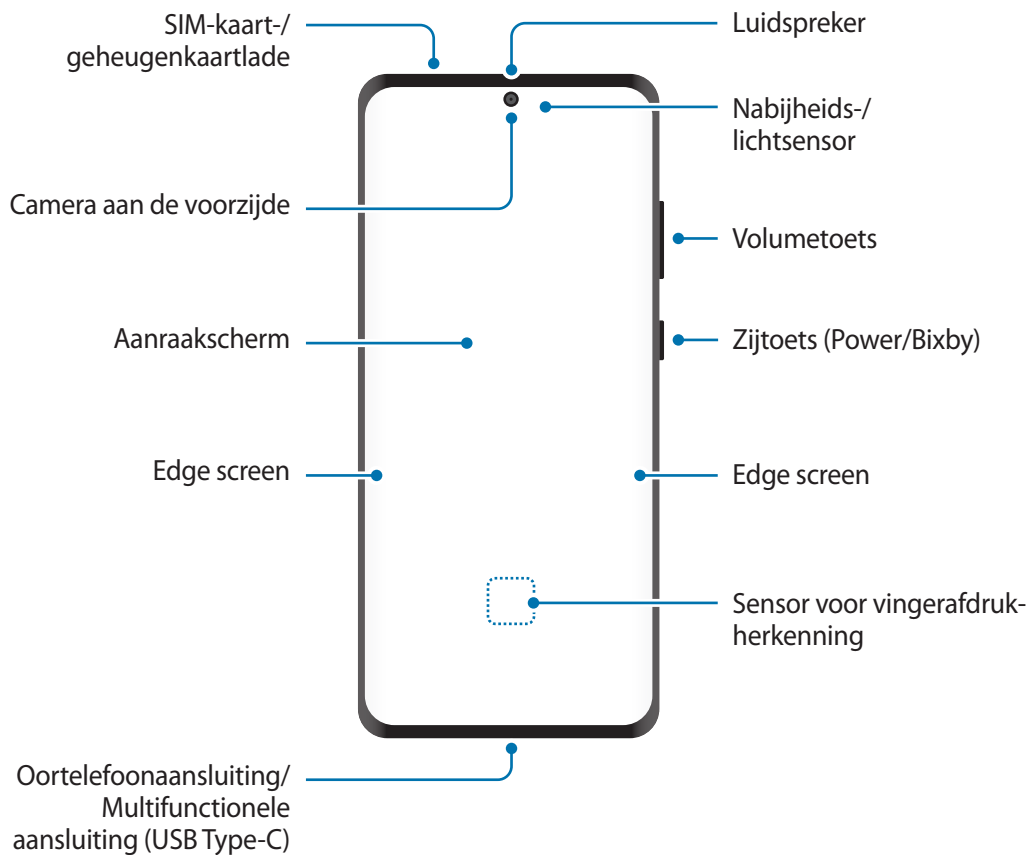 SIM-kaart-/
geheugenkaartlade
Camera aan de voorzijde
Aanraakscherm
Edge screen
Oortelefoonaansluiting/
Multifunctionele
aansluiting (USB Type-C)
Luidspreker
Nabijheids-/
lichtsensor
Volumetoets
Zijtoets (Power/Bixby)
Edge screen
Sensor voor vingerafdruk-
herkenning